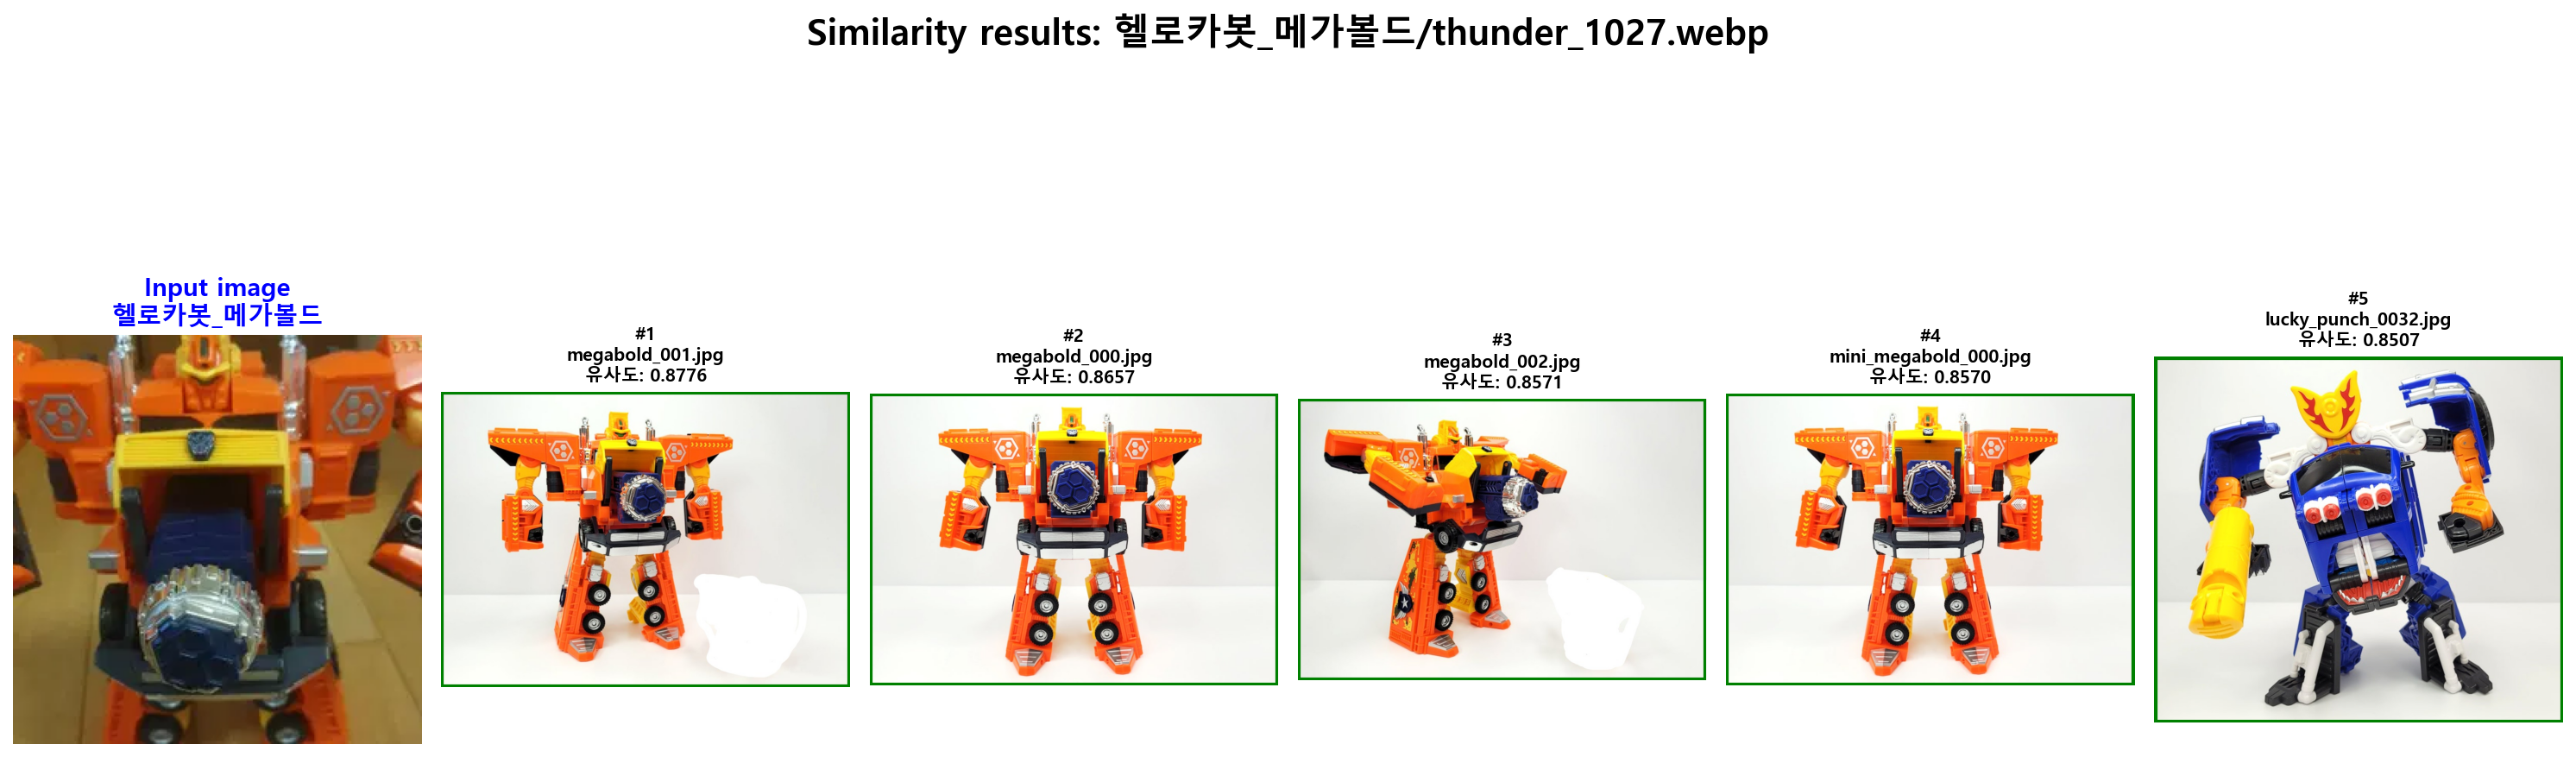 Similarity results: 헬로카봇_메가볼드/thunder_1027.webp
Input image
헬로카봇_메가볼드
#1
megabold_001.jpg
유사도: 0.8776
#2
megabold_000.jpg
유사도: 0.8657
#3
megabold_002.jpg
유사도: 0.8571
#4
mini_megabold_000.jpg
유사도: 0.8570
#5
lucky_punch_0032.jpg
유사도: 0.8507